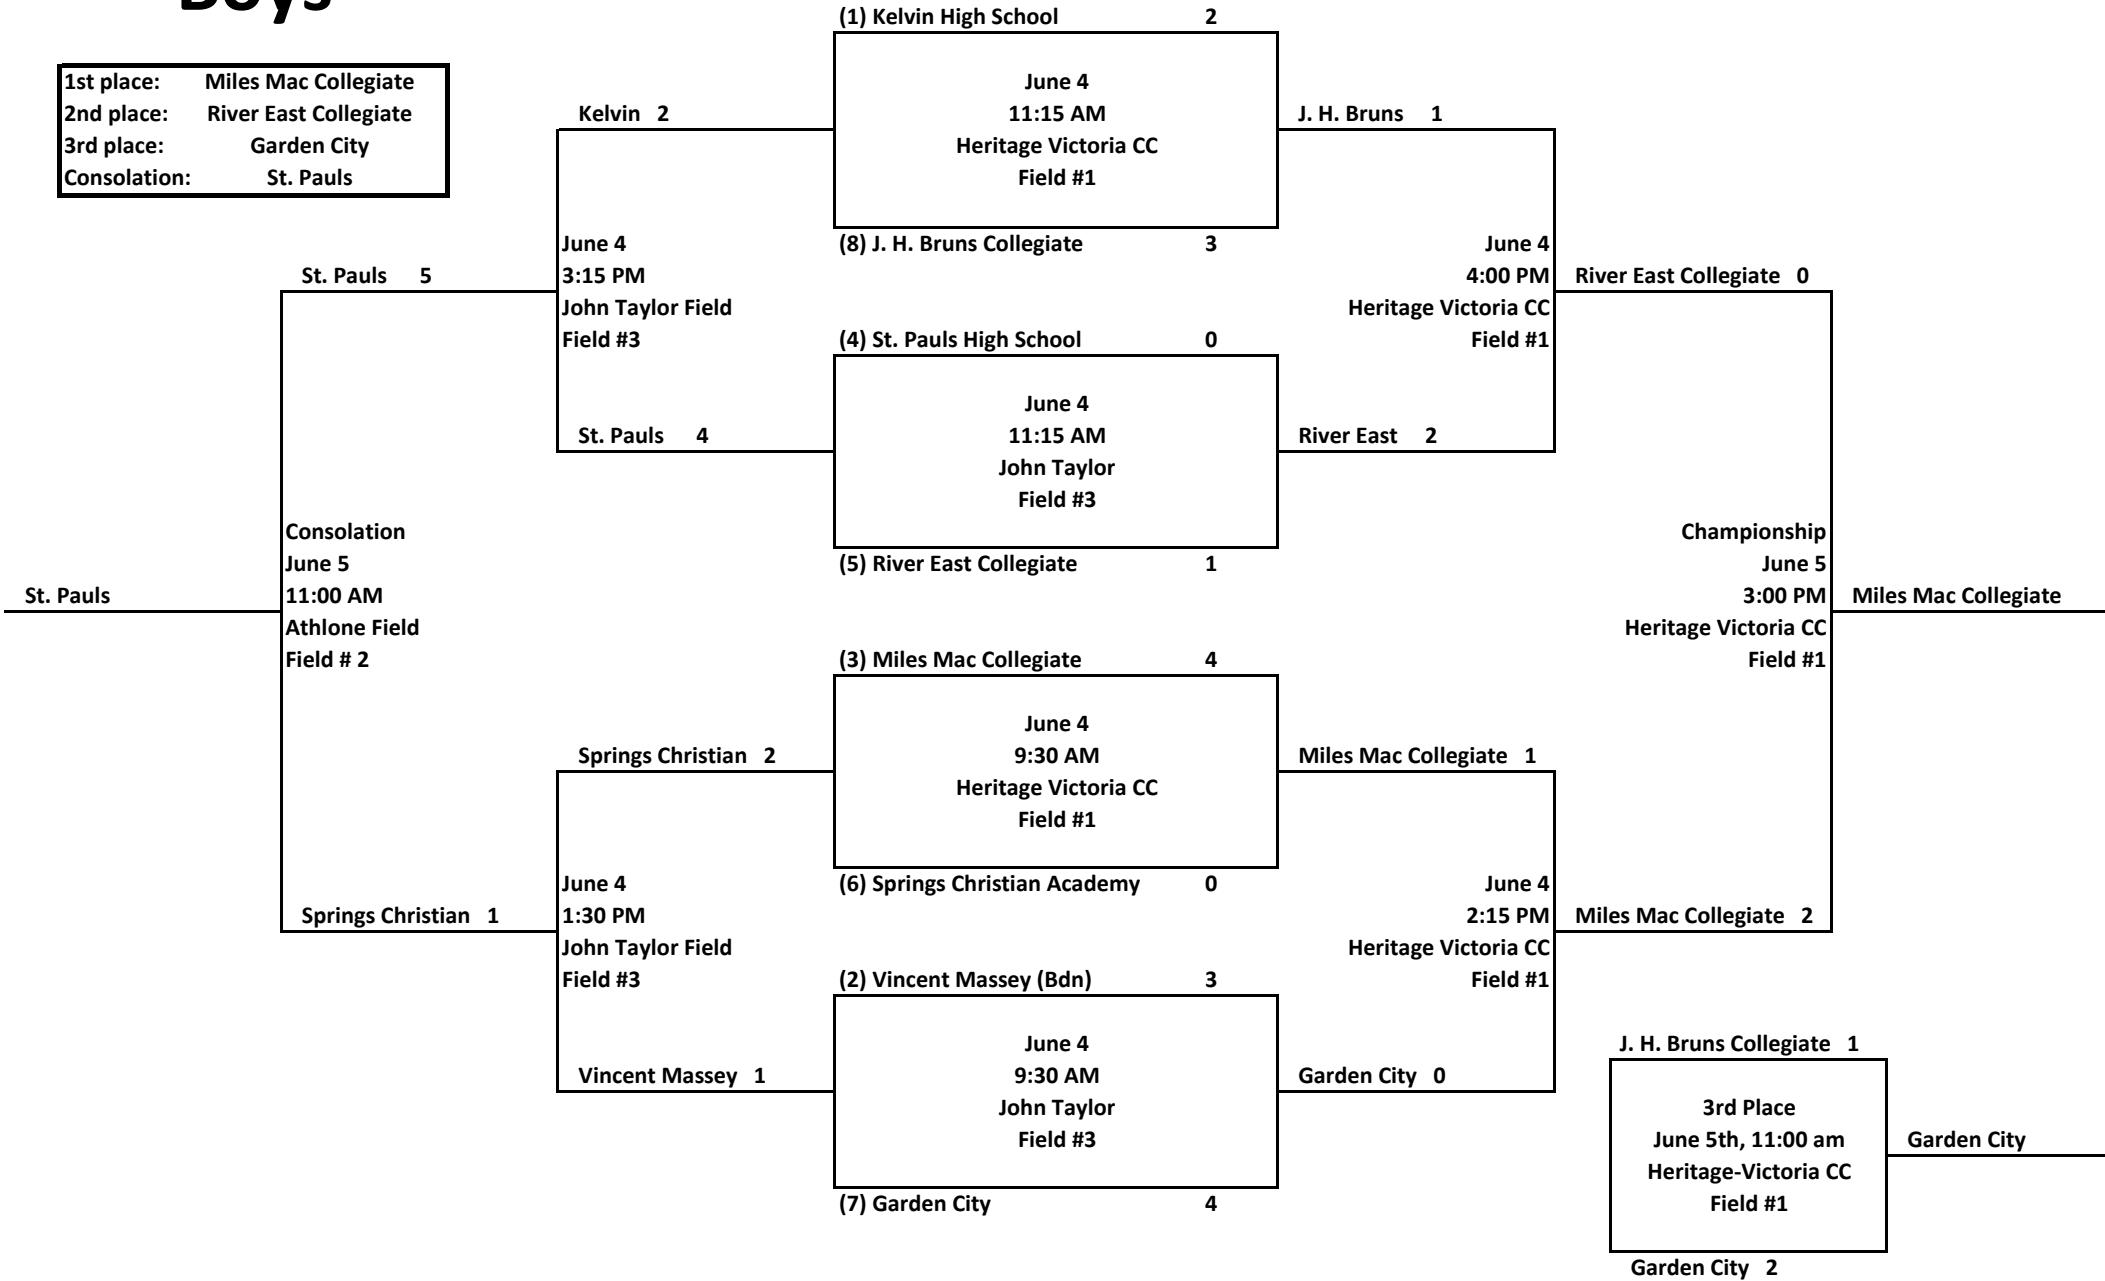 Boys
1st place: Miles Mac Collegiate
2nd place: River East Collegiate
3rd place: Garden City
Consolation: St. Pauls
St. Pauls
St. Pauls 5
Consolation
June 5
11:00 AM
Athlone Field
Field # 2
Springs Christian 1
Kelvin 2
June 4
3:15 PM
John Taylor Field
Field #3
St. Pauls 4
Springs Christian 2
June 4
1:30 PM
John Taylor Field
Field #3
Vincent Massey 1
(1) Kelvin High School 2
June 4
11:15 AM
Heritage Victoria CC
Field #1
(8) J. H. Bruns Collegiate 3
(4) St. Pauls High School 0
June 4
11:15 AM
John Taylor
Field #3
(5) River East Collegiate 1
(3) Miles Mac Collegiate 4
June 4
9:30 AM
Heritage Victoria CC
Field #1
(6) Springs Christian Academy 0
(2) Vincent Massey (Bdn) 3
June 4
9:30 AM
John Taylor
Field #3
(7) Garden City 4
J. H. Bruns 1
June 4
4:00 PM
Heritage Victoria CC
Field #1
River East 2
Miles Mac Collegiate 1
June 4
2:15 PM
Heritage Victoria CC
Field #1
Garden City 0
River East Collegiate 0
Championship
June 5
3:00 PM
Heritage Victoria CC
Field #1
Miles Mac Collegiate 2
Miles Mac Collegiate
J. H. Bruns Collegiate 1
3rd Place
June 5th, 11:00 am
Heritage-Victoria CC
Field #1
Garden City 2
Garden City